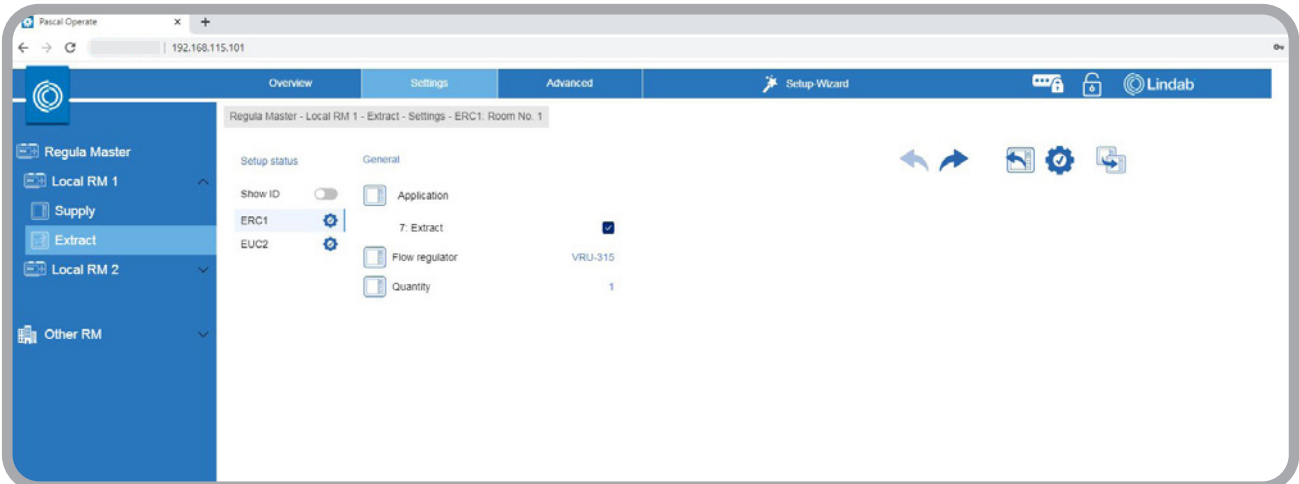 Pascal Operate
192.168.115.101
Overview Settings Advanced Setup-Wizard Lindab
Regula Master - Local RM 1 - Extract - Settings - ERC1: Room No. 1
Regula Master
Local RM 1
Supply
Extract
Local RM 2
Other RM
Setup status
Show ID
ERC1
EUC2
General
Application
7: Extract
Flow regulator VRU-315
Quantity 1